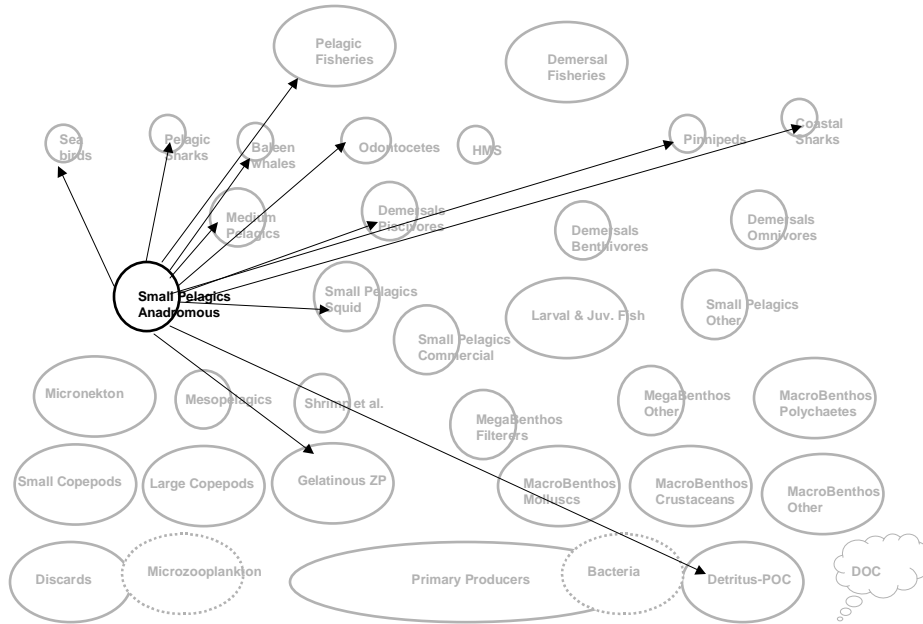 Pelagic
Fisheries
Demersal
Fisheries
Sea
birds
Pelagic
Sharks
Baleen
whales
Odontocetes
HMS
Pinnipeds
Coastal
Sharks
Medium
Pelagics
Demersals
Piscivores
Demersals
Benthivores
Demersals
Omnivores
Small Pelagics
Anadromous
Small Pelagics
Squid
Small Pelagics
Commercial
Larval & Juv. Fish
Small Pelagics
Other
Micronekton
Mesopelagics
Shrimp et al.
MegaBenthos
Filterers
MegaBenthos
Other
MacroBenthos
Polychaetes
Small Copepods
Large Copepods
Gelatinous ZP
MacroBenthos
Molluscs
MacroBenthos
Crustaceans
MacroBenthos
Other
Discards
Microzooplankton
Primary Producers
Bacteria
Detritus-POC
DOC